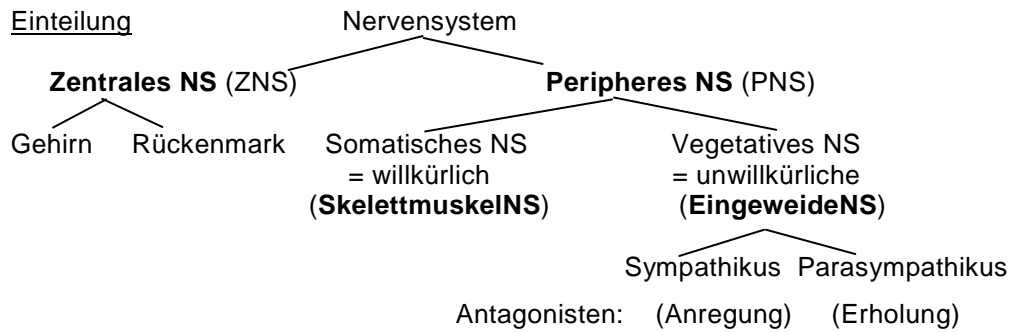 Einteilung Nervensystem
Zentrales NS (ZNS) Peripheres NS (PNS)
Gehirn Rückenmark Somatisches NS Vegetatives NS
= willkürlich = unwillkürliche
(SkelettmuskelNS) (EingeweideNS)
Sympathikus Parasympathikus
Antagonisten: (Anregung) (Erholung)